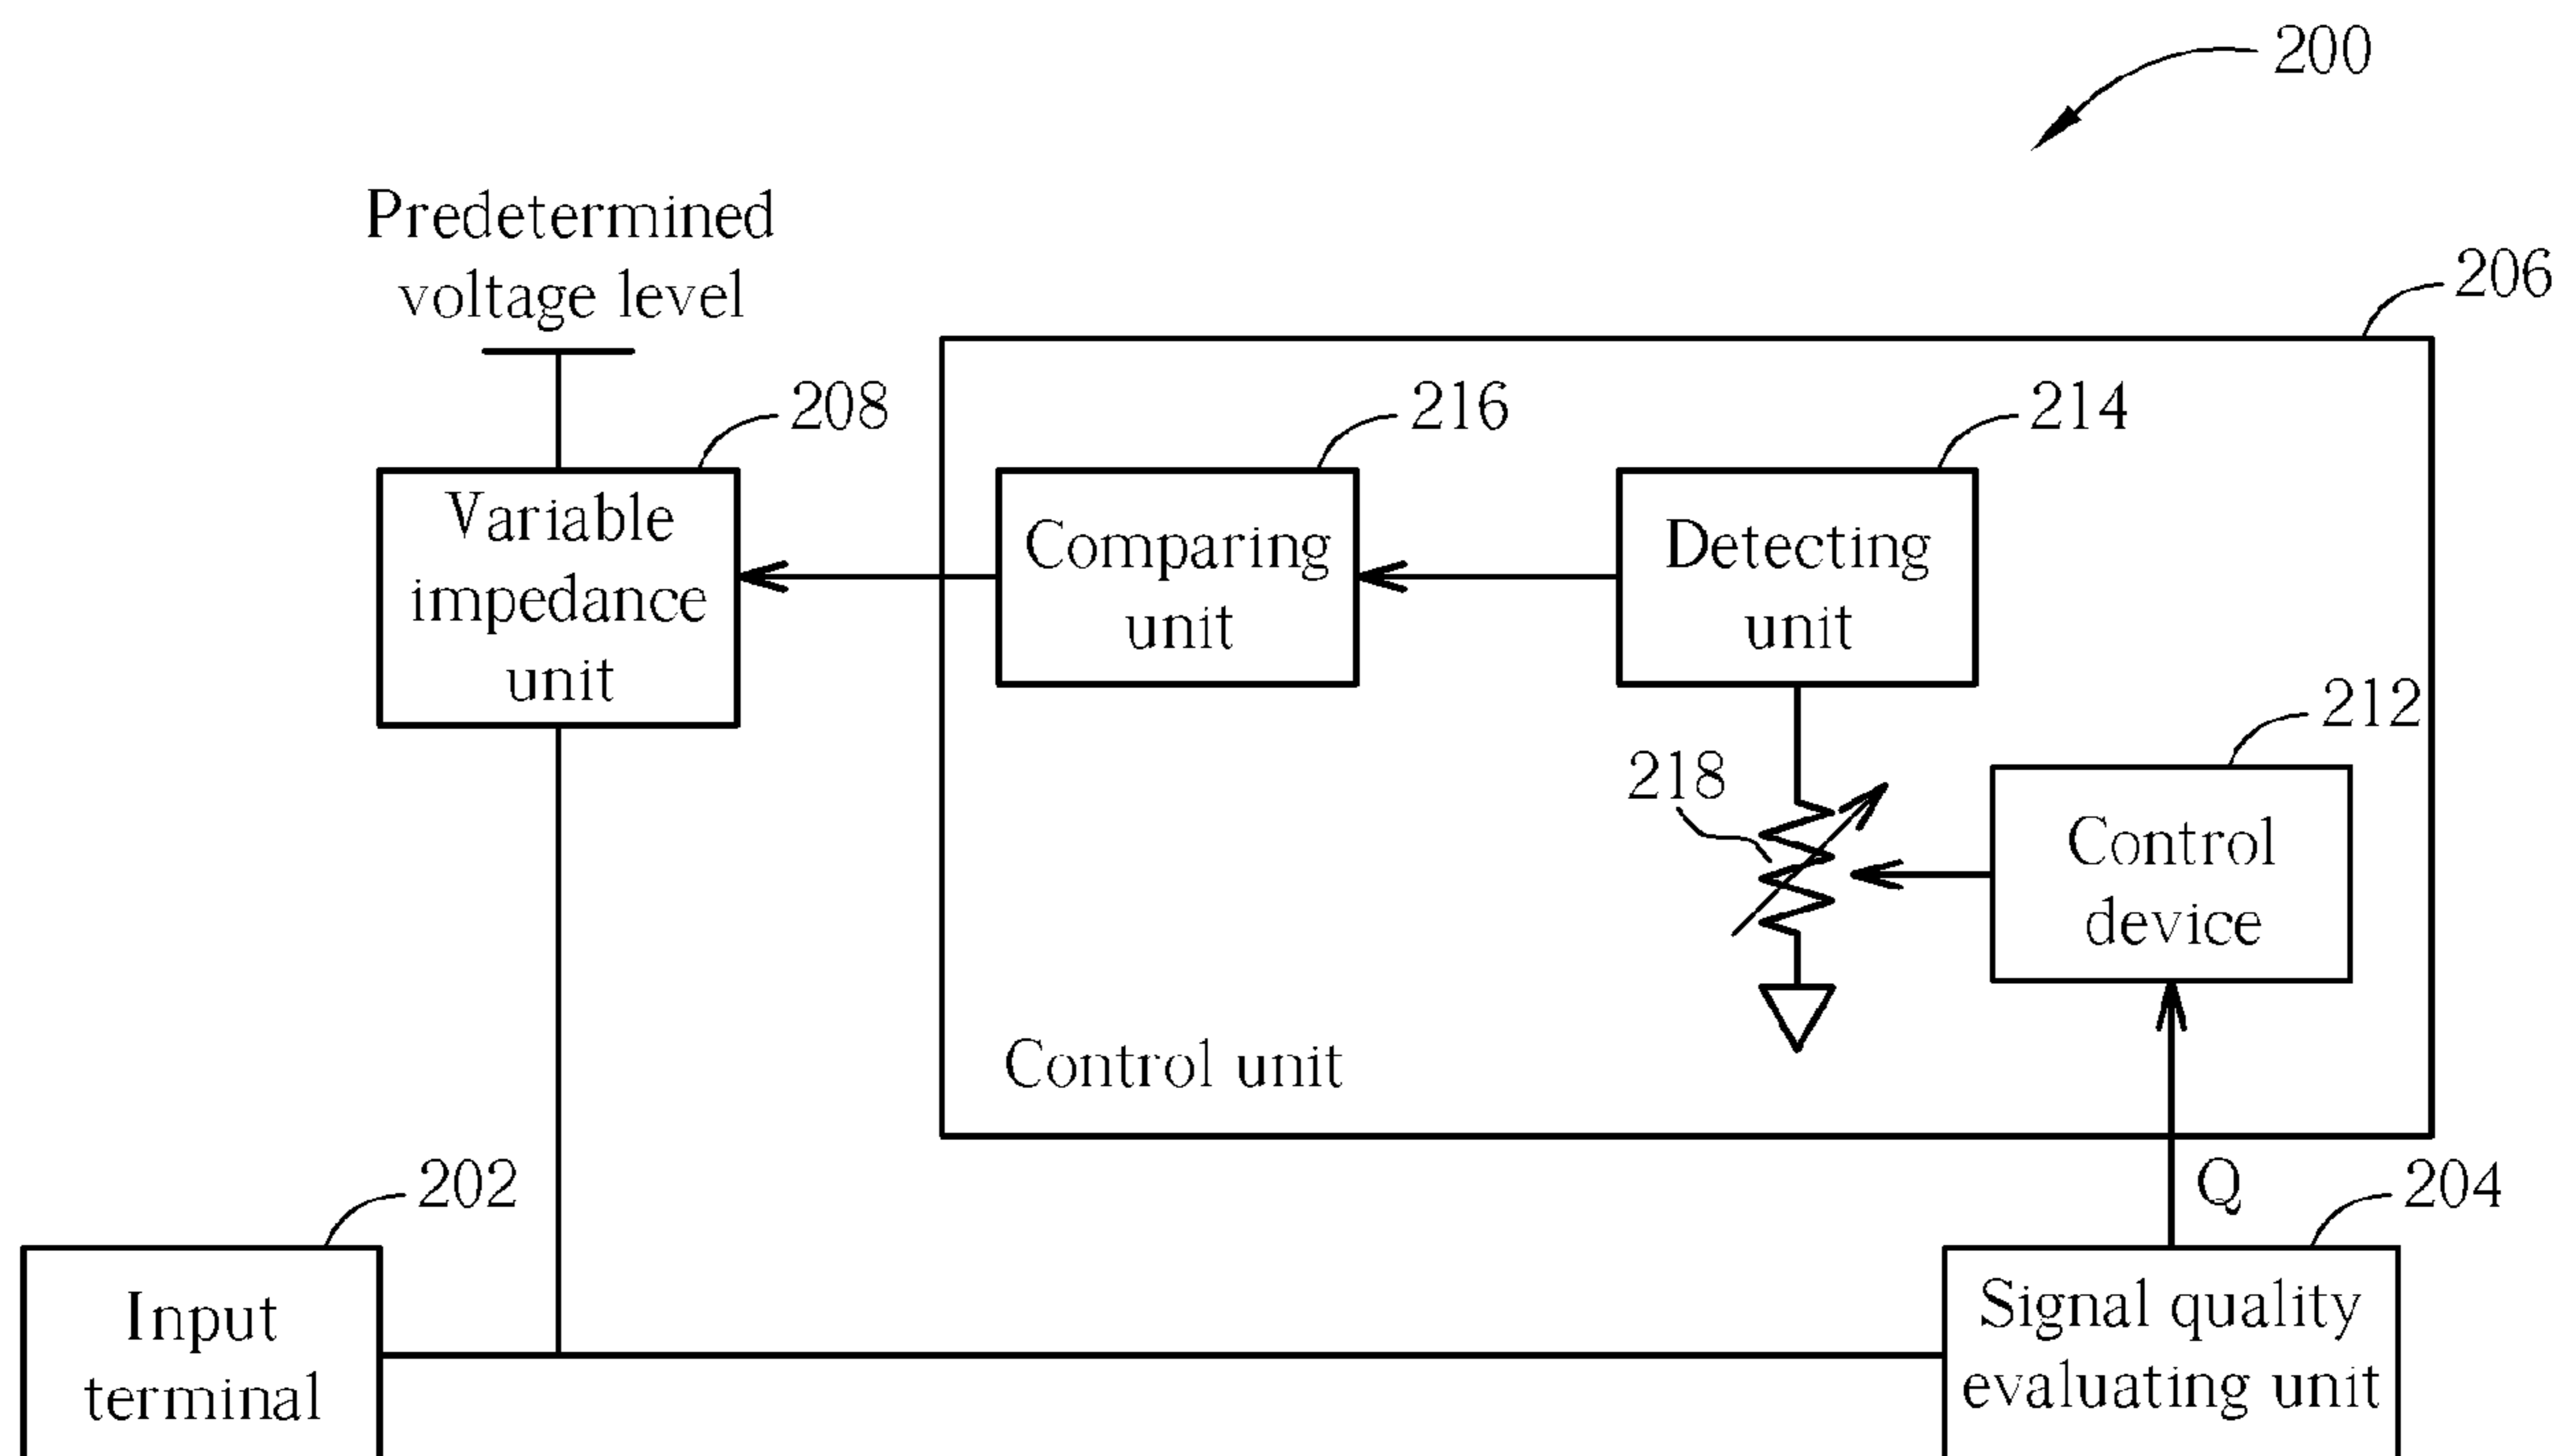 200
Predetermined
voltage level
206
208
216
214
Variable
impedance
unit
Comparing
unit
Detecting
unit
212
218
Control
device
Control unit
202
Q
204
Input
terminal
Signal quality
evaluating unit